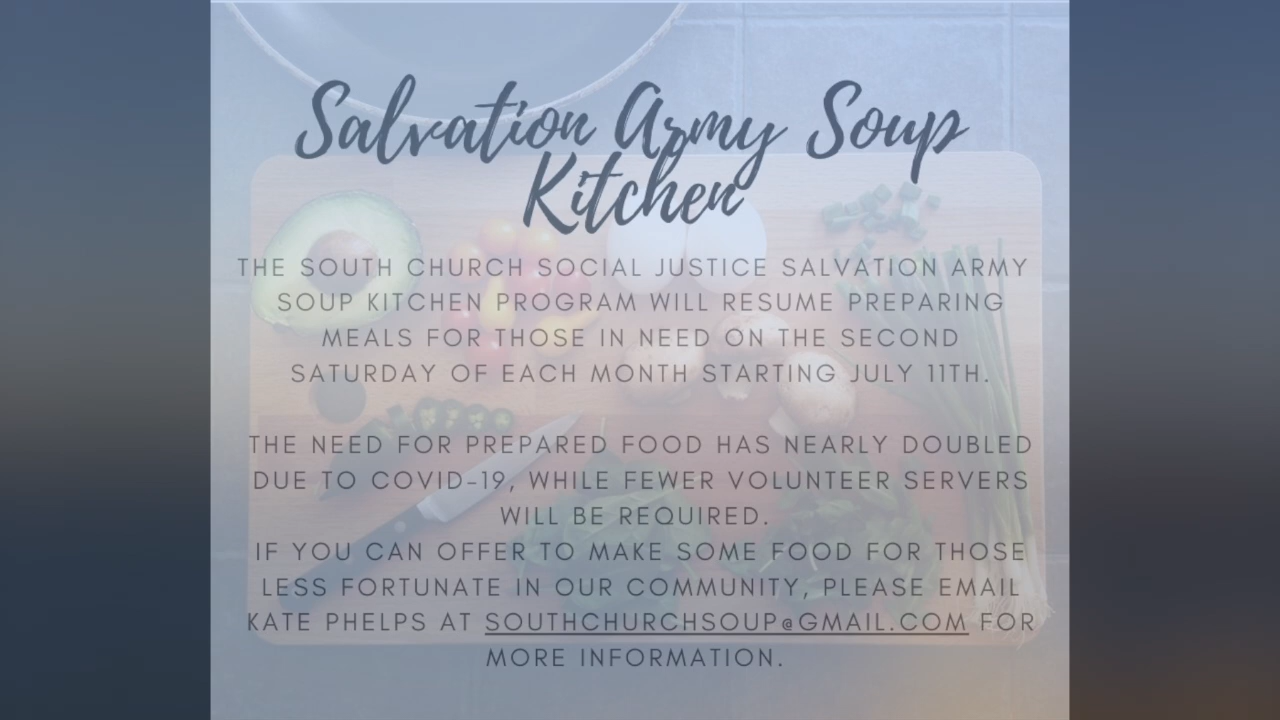 Salvation Army Soup
Kitchen
THE SOUTH CHURCH SOCIAL JUSTICE SALVATION ARMY
SOUP KITCHEN PROGRAM WILL RESUME PREPARING
MEALS FOR THOSE IN NEED ON THE SECOND
SATURDAY OF EACH MONTH STARTING JULY 11TH.
THE NEED FOR PREPARED FOOD HAS NEARLY DOUBLED
DUE TO COVID-19, WHILE FEWER VOLUNTEER SERVERS
WILL BE REQUIRED.
IF YOU CAN OFFER TO MAKE SOME FOOD FOR THOSE
LESS FORTUNATE IN OUR COMMUNITY, PLEASE EMAIL
KATE PHELPS AT SOUTHCHURCHSOUP@GMAIL.COM FOR
MORE INFORMATION.